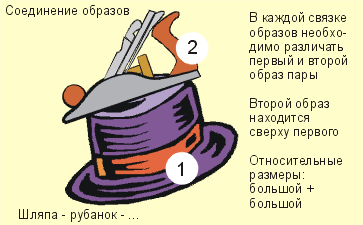 Соединение образов
В каждой связке
образов необхо-
димо различать
первый и второй
образ пары
2
Второй образ
находится
сверху первого
1
Относительные
размеры:
большой +
большой
Шляпа - рубанок - ...